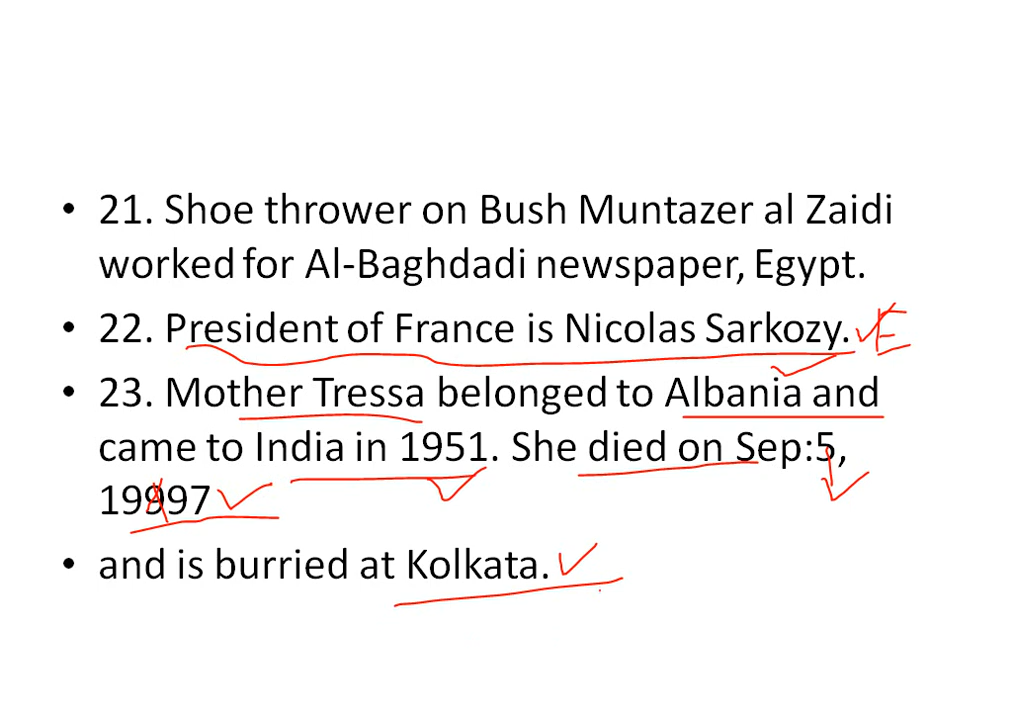 • 21. Shoe thrower on Bush Muntazer al Zaidi
worked for Al-Baghdadi newspaper, Egypt.
• 22. President of France is Nicolas Sarkozy.
• 23. Mother Tressa belonged to Albania and
came to India in 1951. She died on Sep:5,
19997
• and is burried at Kolkata.